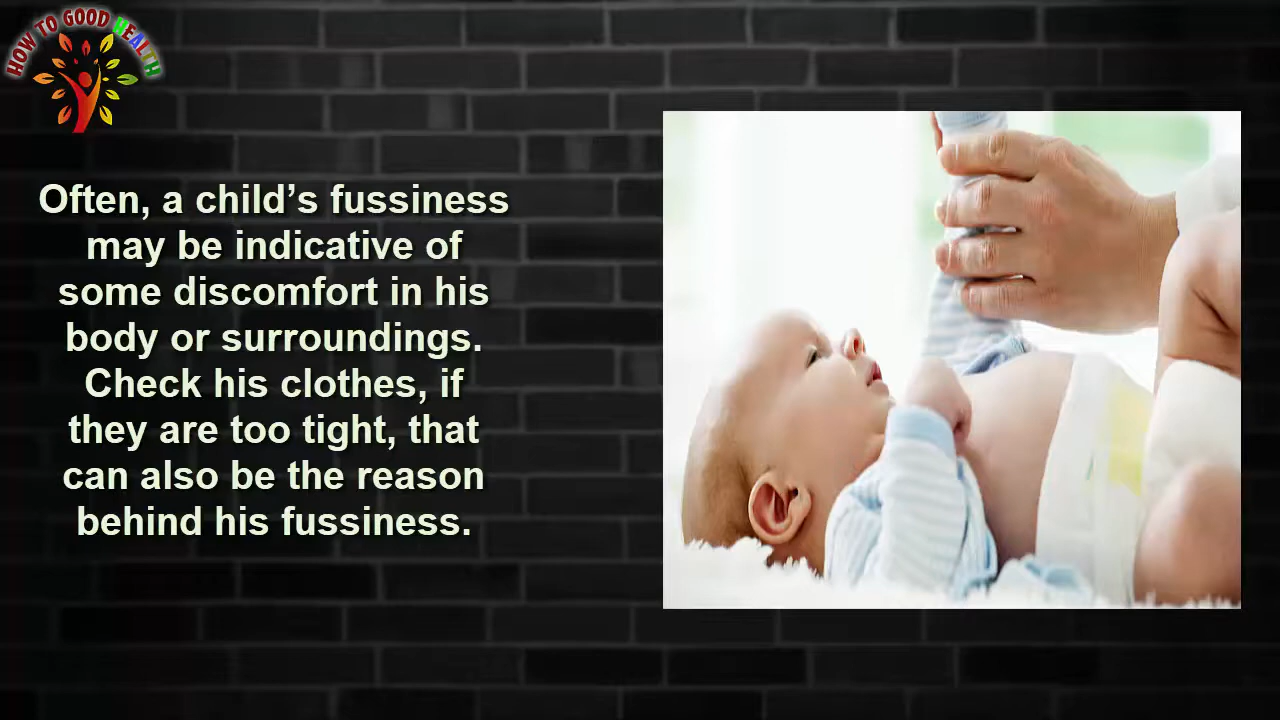 HOW TO GOOD HEALTH
Often, a child’s fussiness
may be indicative of
some discomfort in his
body or surroundings.
Check his clothes, if
they are too tight, that
can also be the reason
behind his fussiness.